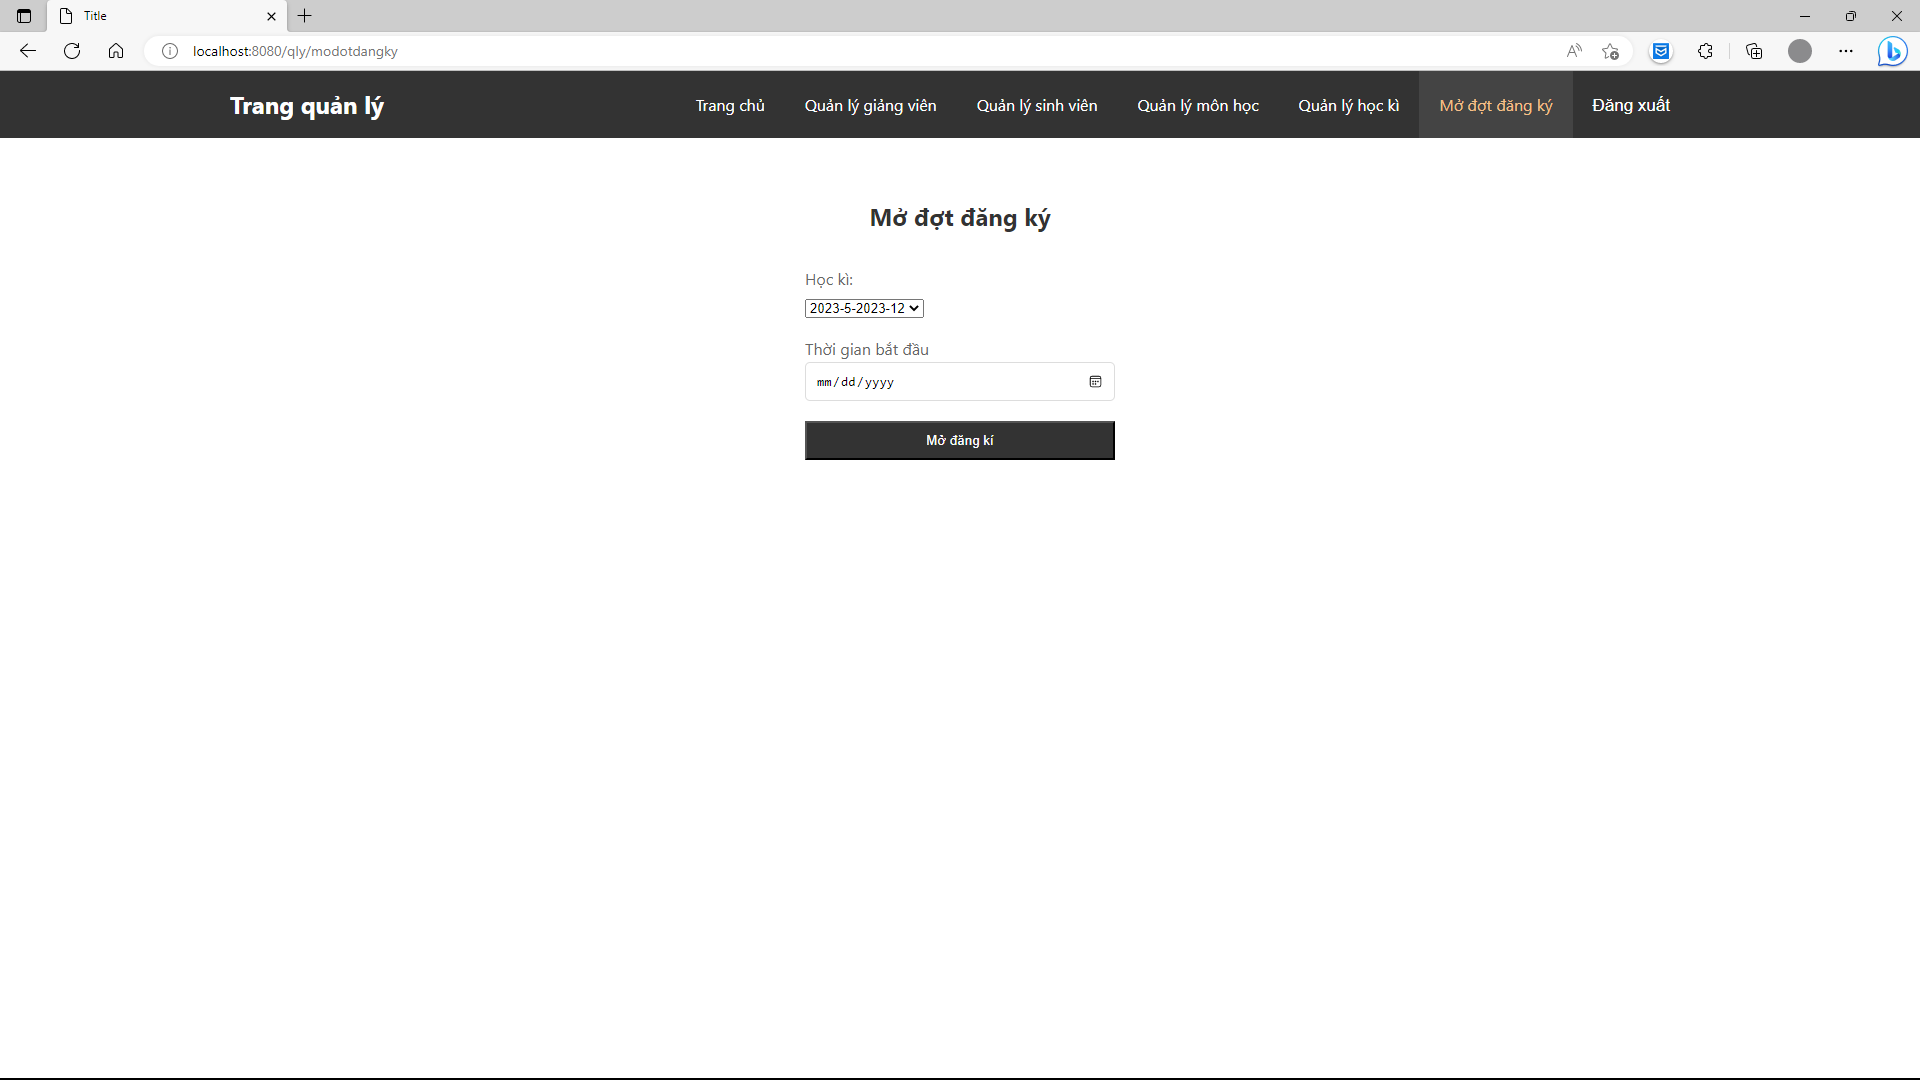 Title
localhost:8080/qly/modotdangky
Trang quản lý
Trang chủ
Quản lý giảng viên
Quản lý sinh viên
Quản lý môn học
Quản lý học kì
Mở đợt đăng ký
Đăng xuất
Mở đợt đăng ký
Học kì:
2023-5-2023-12
Thời gian bắt đầu
mm/dd/yyyy
Mở đăng kí